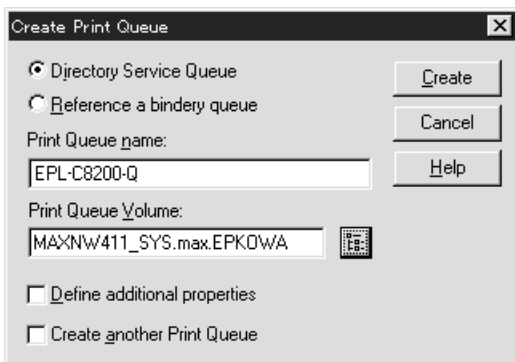 Create Print Queue
Directory Service Queue
Create
Reference a bindery queue
Cancel
Print Queue name:
Help
EPL-C8200-Q
Print Queue Volume:
MAXNW411_SYS.max.EPKOWA
Define additional properties
Create another Print Queue